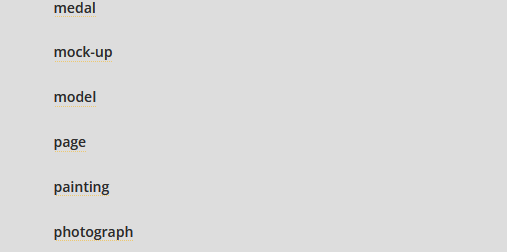 medal
mock-up
model
page
painting
photograph